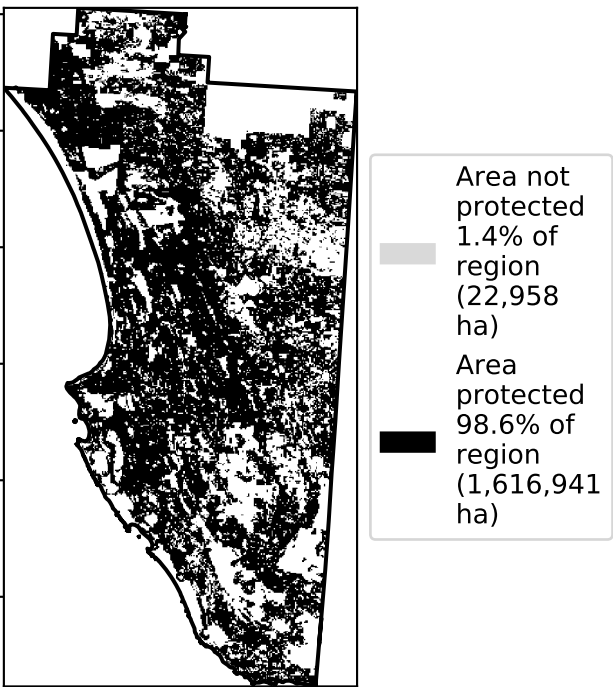 Area not
protected
1.4% of
region
(22,958
ha)
Area
protected
98.6% of
region
(1,616,941
ha)